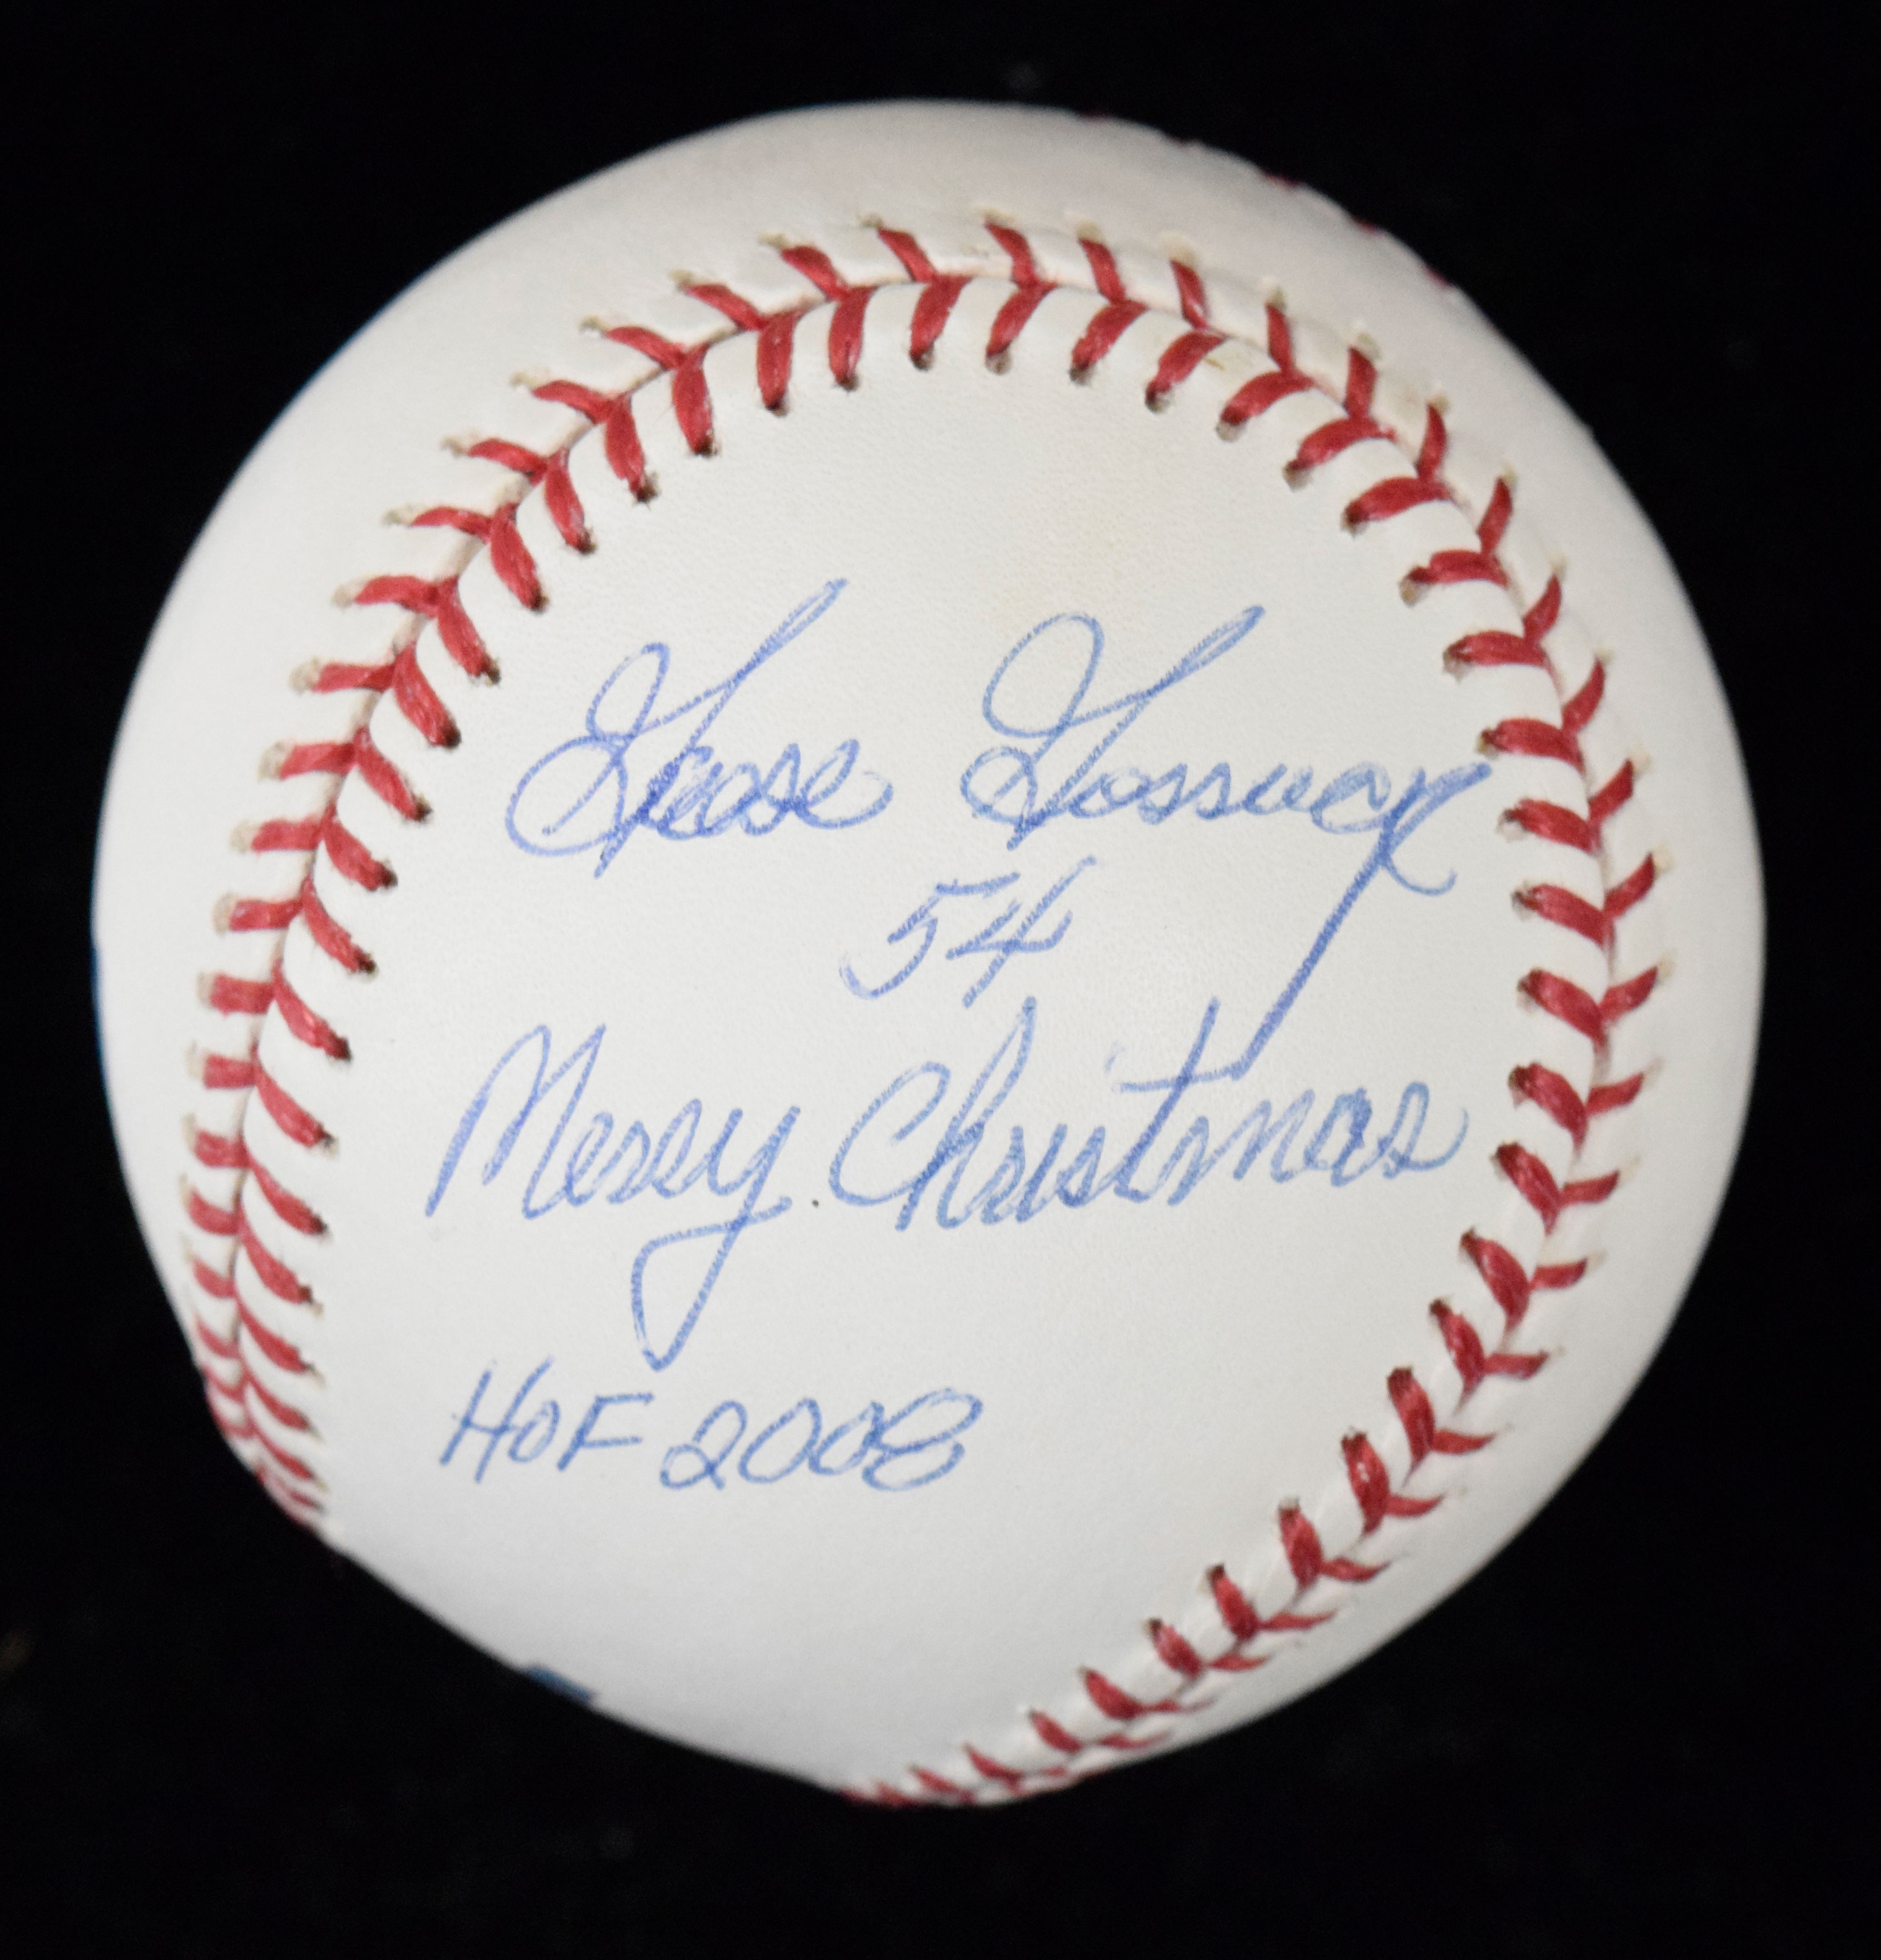 Goose Gossage
54
Merry Christmas
HOF 2008